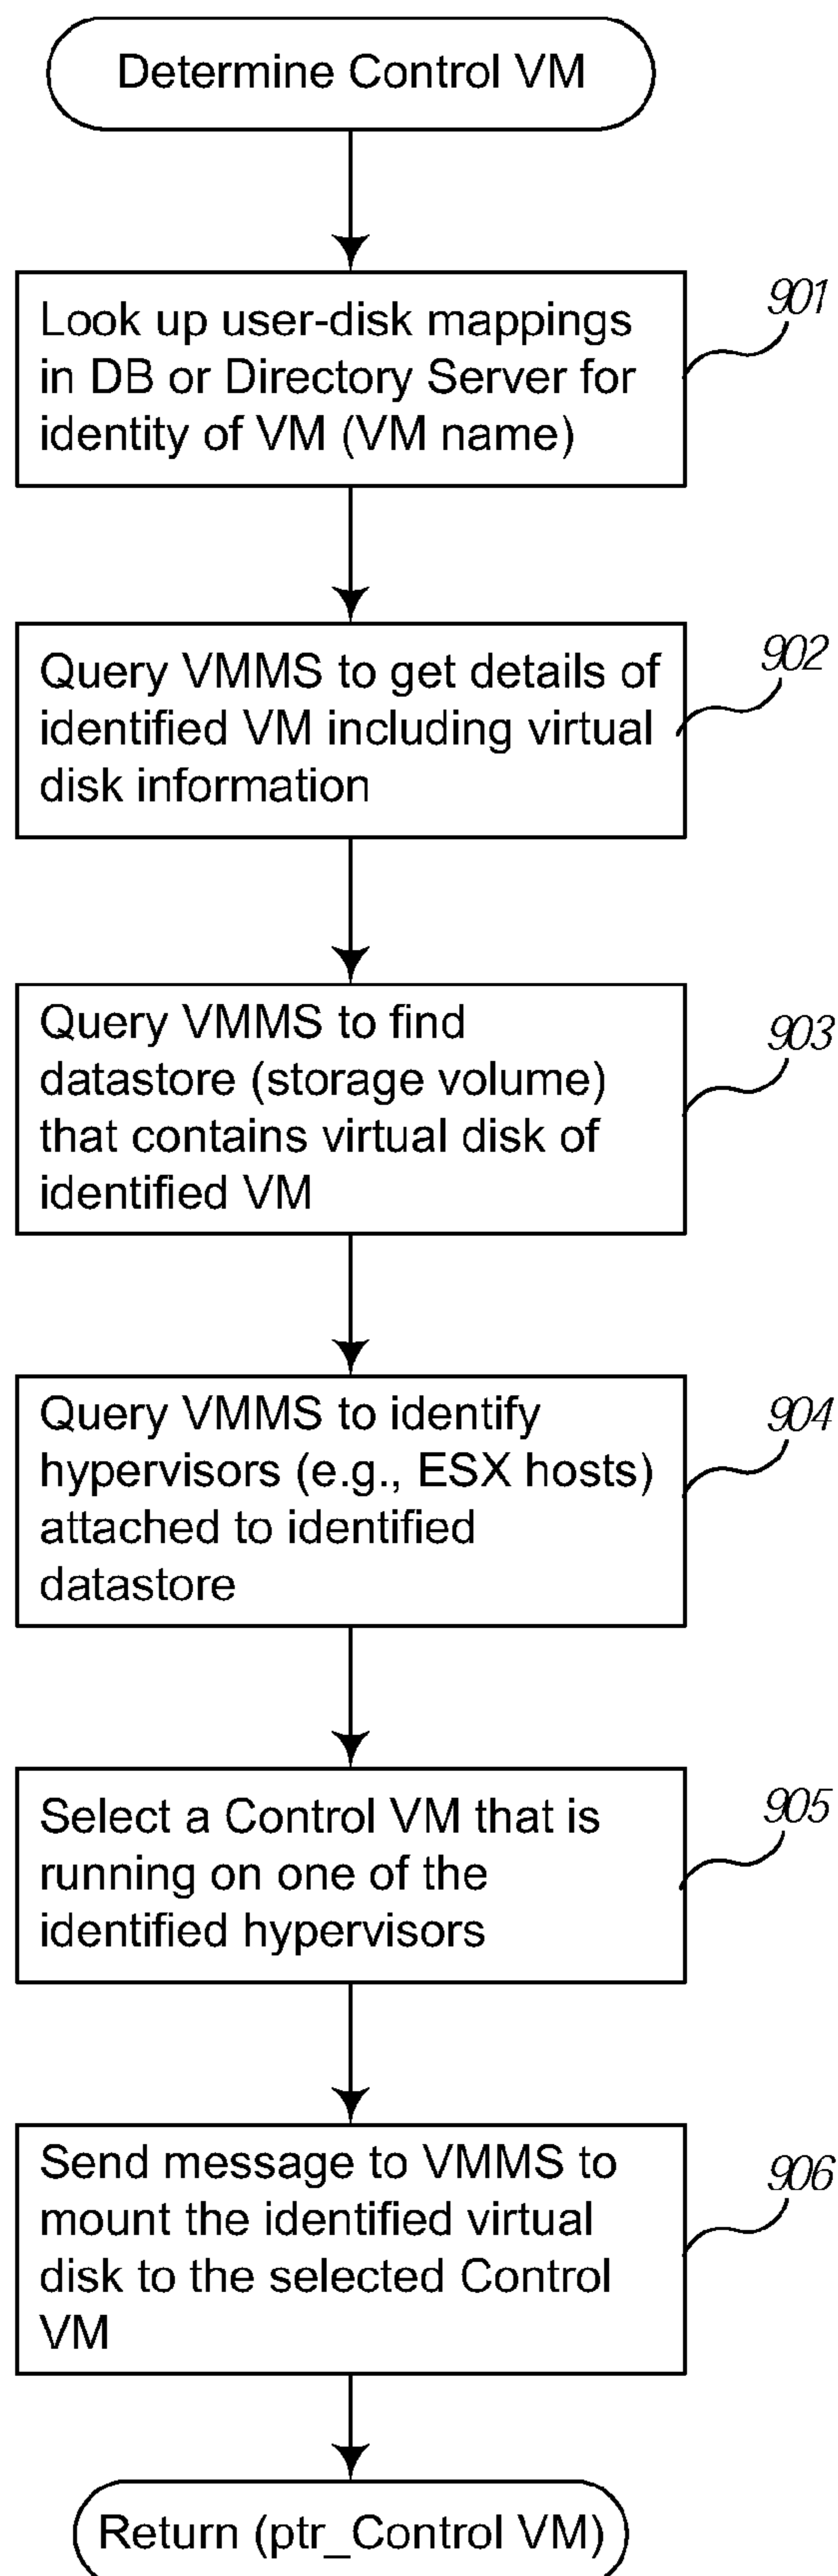 Determine Control VM
901
Look up user-disk mappings
in DB or Directory Server for
identity of VM (VM name)
902
Query VMMS to get details of
identified VM including virtual
disk information
903
Query VMMS to find
datastore (storage volume)
that contains virtual disk of
identified VM
904
Query VMMS to identify
hypervisors (e.g., ESX hosts)
attached to identified
datastore
905
Select a Control VM that is
running on one of the
identified hypervisors
906
Send message to VMMS to
mount the identified virtual
disk to the selected Control
VM
Return (ptr_Control VM)